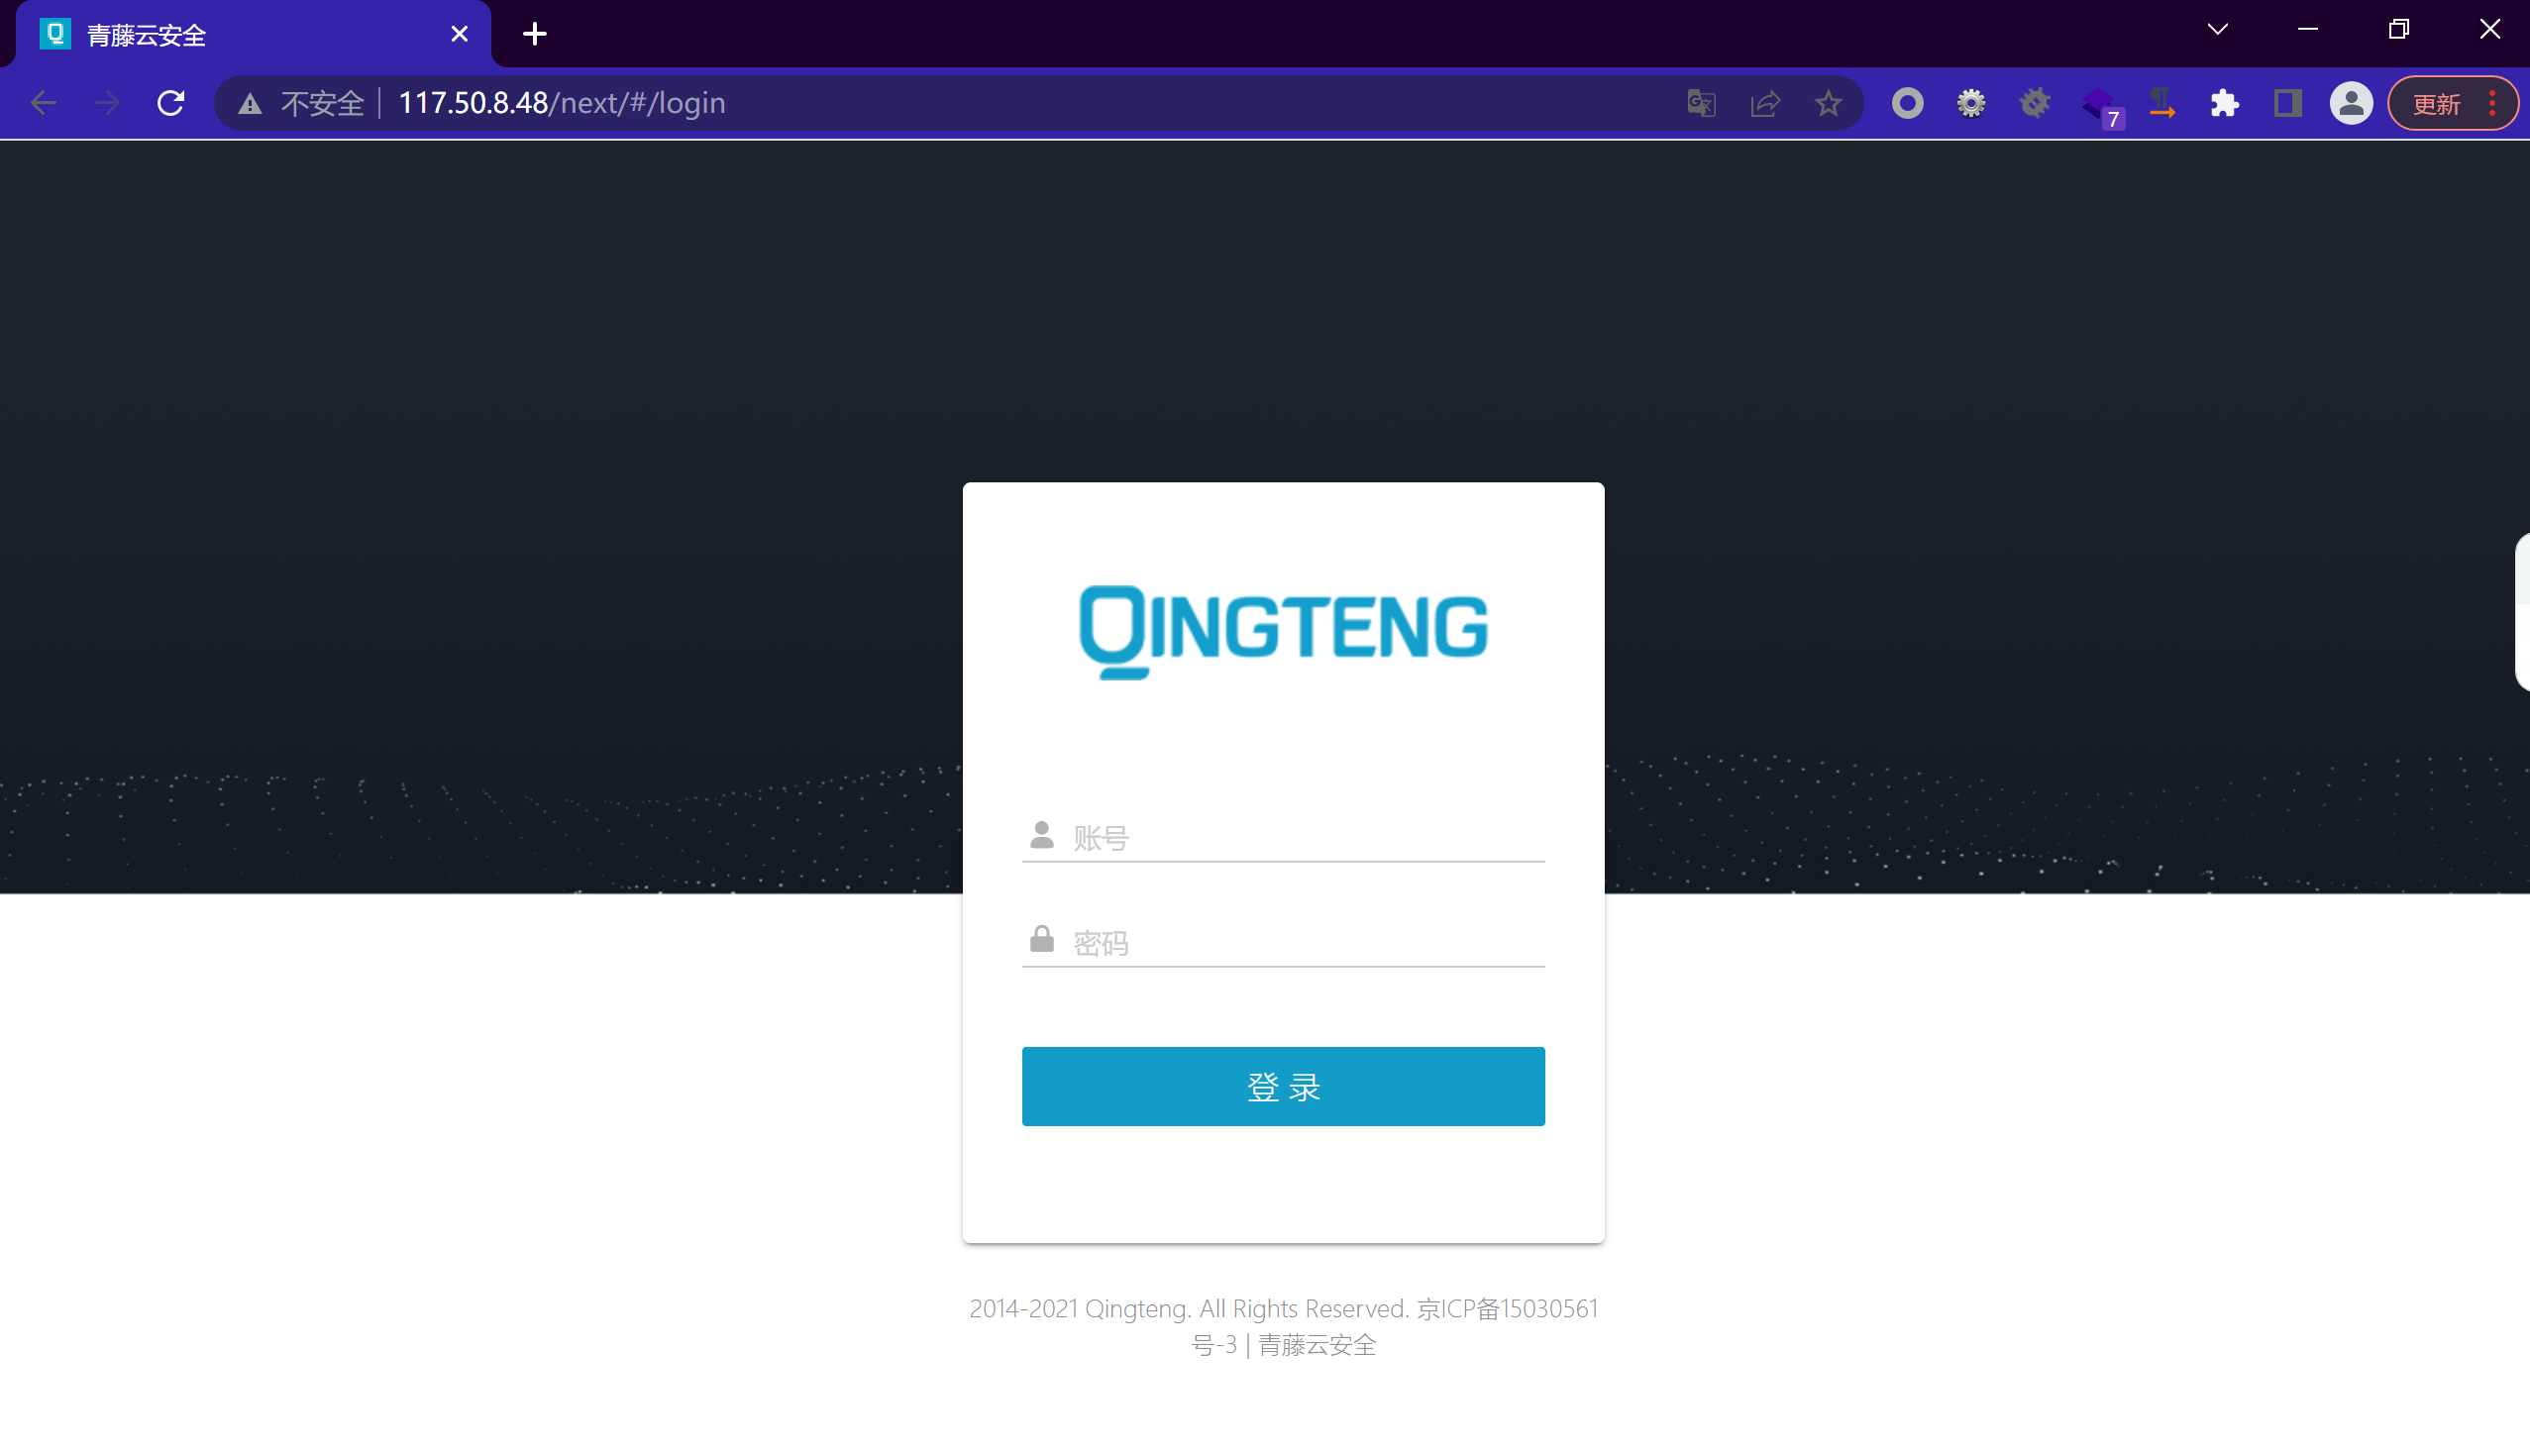 青藤云安全
不安全 117.50.8.48/next/#/login
7
更新
QINGTENG
账号
密码
登 录
2014-2021 Qingteng. All Rights Reserved. 京ICP备15030561
号-3 | 青藤云安全